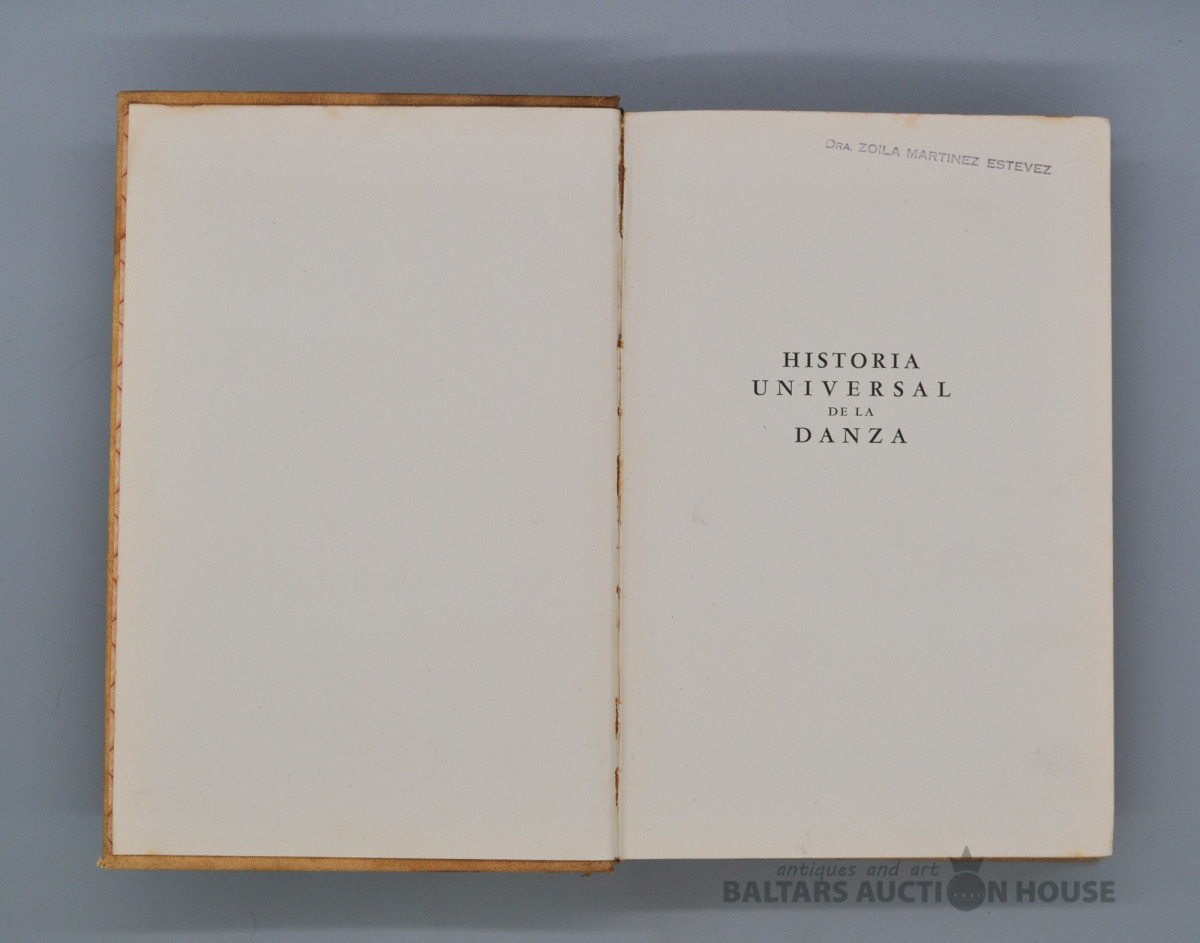 DRA. ZOILA MARTINEZ ESTEVEZ
HISTORIA
UNIVERSAL
DE LA
DANZA
antiques and art
BALTARS AUCTION HOUSE